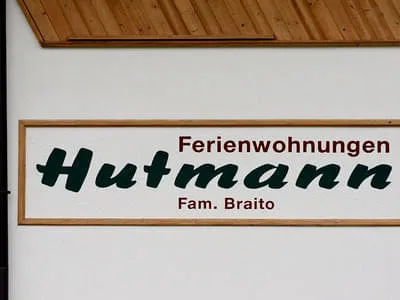 Ferienwohnungen
Hutmann
Fam. Braito